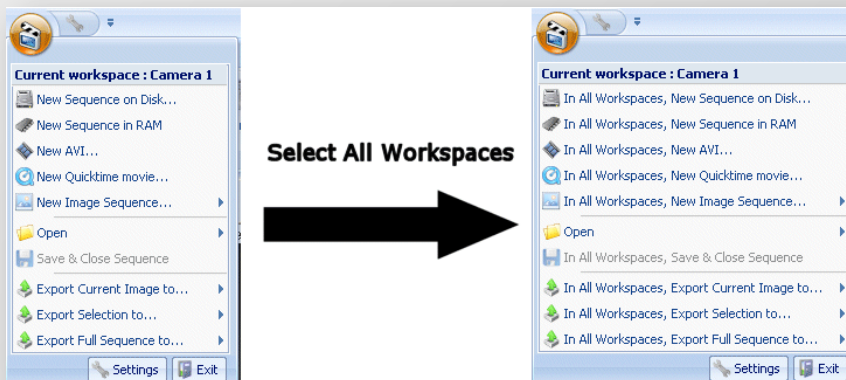 Current workspace : Camera 1
New Sequence on Disk...
New Sequence in RAM
New AVI...
New Quicktime movie...
New Image Sequence...
Open
Save & Close Sequence
Export Current Image to...
Export Selection to...
Export Full Sequence to...
Settings Exit
Select All Workspaces
Current workspace : Camera 1
In All Workspaces, New Sequence on Disk...
In All Workspaces, New Sequence in RAM
In All Workspaces, New AVI...
In All Workspaces, New Quicktime movie...
In All Workspaces, New Image Sequence...
Open
In All Workspaces, Save & Close Sequence
In All Workspaces, Export Current Image to...
In All Workspaces, Export Selection to...
In All Workspaces, Export Full Sequence to...
Settings Exit